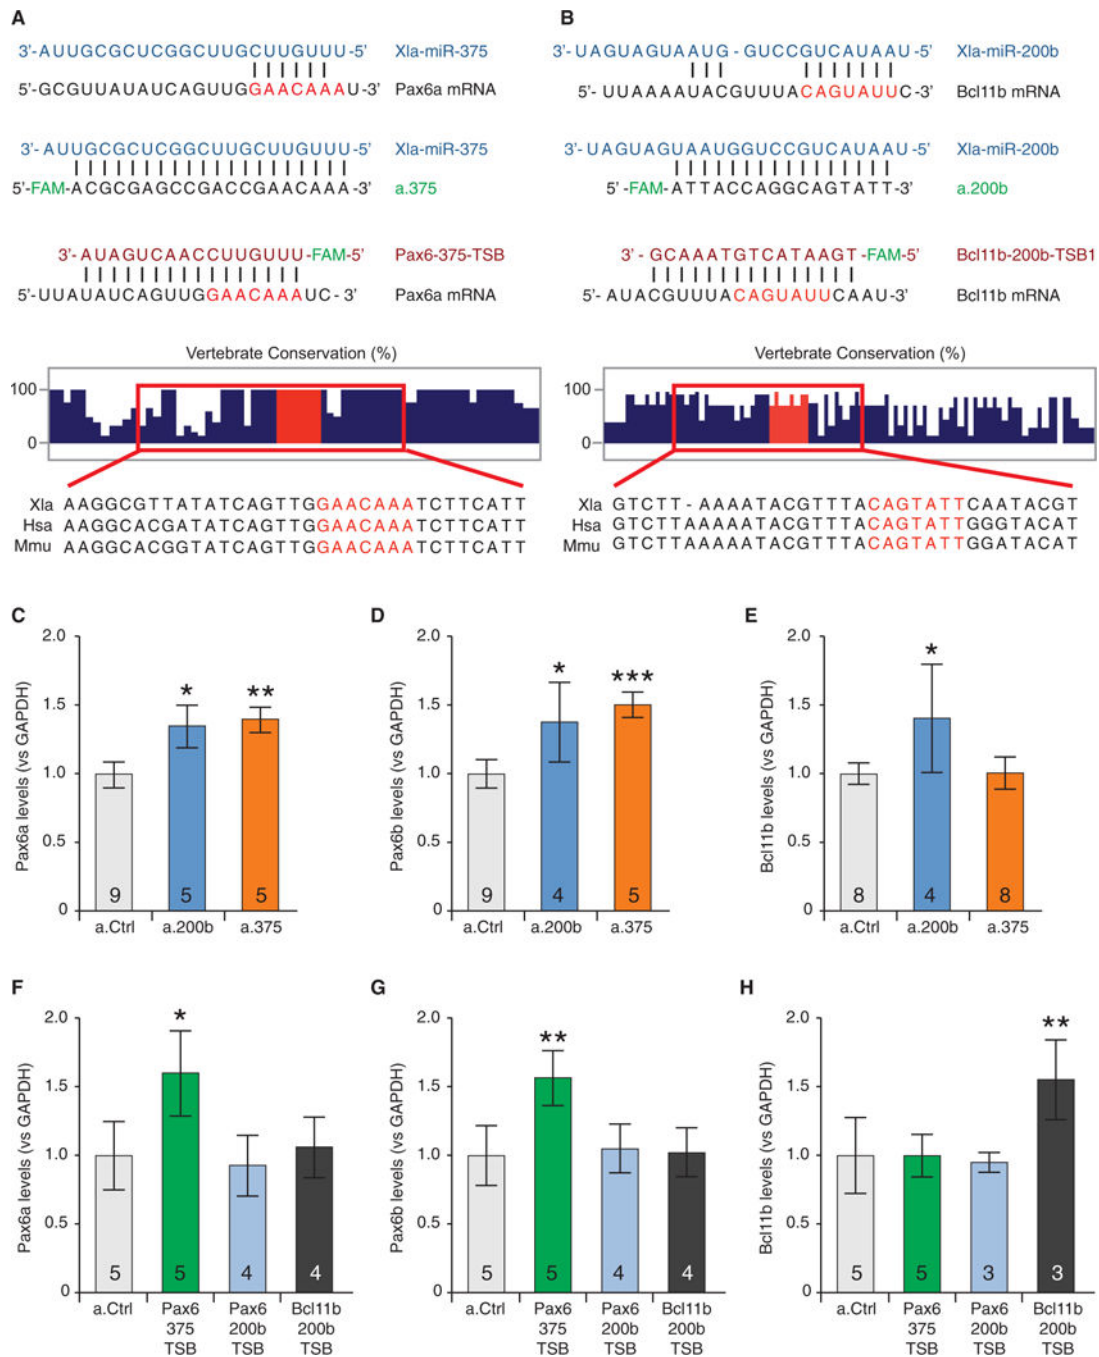 A
3'- AUUGCGCUCGGCUUGCUUGUUU-5' Xla-miR-375
5'-GCGUUAUAUCAGUUGGAACAAAU-3' Pax6a mRNA
3'- AUUGCGCUCGGCUUGCUUGUUU -5' Xla-miR-375
5'-FAM-ACGCGAGCCGACCGAACAAA -3' a.375
3'- AUAGUCAACCUUGUUU-FAM-5' Pax6-375-TSB
5'-UUAUAUCAGUUGGAACAAAUC- 3' Pax6a mRNA
Vertebrate Conservation (%)
100
0
Xla AAGGCGTTATATCAGTTGGAACAAATCTTCATT
Hsa AAGGCACGATATCAGTTGGAACAAATCTTCATT
Mmu AAGGCACGGTATCAGTTGGAACAAATCTTCATT
B
3'- UAGUAGUAAUG - GUCCGUCAUAAU -5' Xla-miR-200b
5'- UUAAAAUACGUUUACAGUAUUC-3' Bcl11b mRNA
3'- UAGUAGUAAUGGUCCGUCAUAAU -5' Xla-miR-200b
5'-FAM-ATTACCAGGCAGTATT-3' a.200b
3'- GCAAATGTCATAAGT -FAM-5' Bcl11b-200b-TSB1
5'- AUACGUUUACAGUAUUCAAU-3' Bcl11b mRNA
Vertebrate Conservation (%)
100
0
Xla GTCTT - AAAATACGTTTACAGTATTCAATACGT
Hsa GTCTTAAAAATACGTTTACAGTATTGGGTACAT
Mmu GTCTTAAAAATACGTTTACAGTATTGGATACAT
C
Pax6a levels (vs GAPDH)
2.0
1.5
1.0
0.5
0
* **
9 5 5
a.Ctrl a.200b a.375
D
Pax6b levels (vs GAPDH)
2.0
1.5
1.0
0.5
0
* ***
9 4 5
a.Ctrl a.200b a.375
E
Bcl11b levels (vs GAPDH)
2.0
1.5
1.0
0.5
0
*
8 4 8
a.Ctrl a.200b a.375
F
Pax6a levels (vs GAPDH)
2.0
1.5
1.0
0.5
0
*
5 5 4 4
a.Ctrl Pax6 Pax6 Bcl11b
375 200b 200b
TSB TSB TSB
G
Pax6b levels (vs GAPDH)
2.0
1.5
1.0
0.5
0
**
5 5 4 4
a.Ctrl Pax6 Pax6 Bcl11b
375 200b 200b
TSB TSB TSB
H
Bcl11b levels (vs GAPDH)
2.0
1.5
1.0
0.5
0
**
5 5 3 3
a.Ctrl Pax6 Pax6 Bcl11b
375 200b 200b
TSB TSB TSB